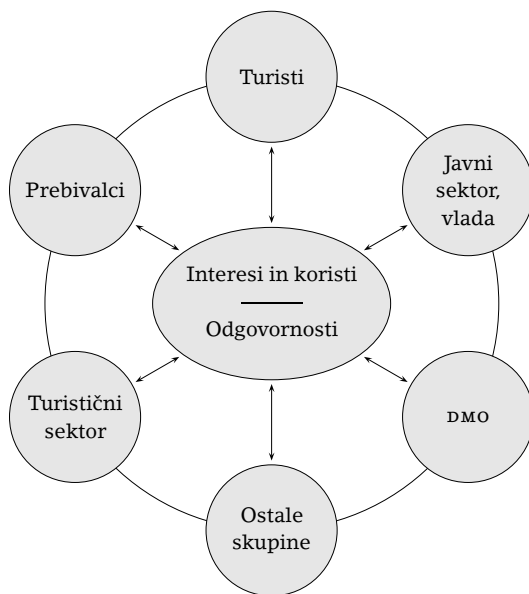 Turisti
Javni
sektor,
vlada
Prebivalci
Interesi in koristi
Odgovornosti
Turistični
sektor
DMO
Ostale
skupine